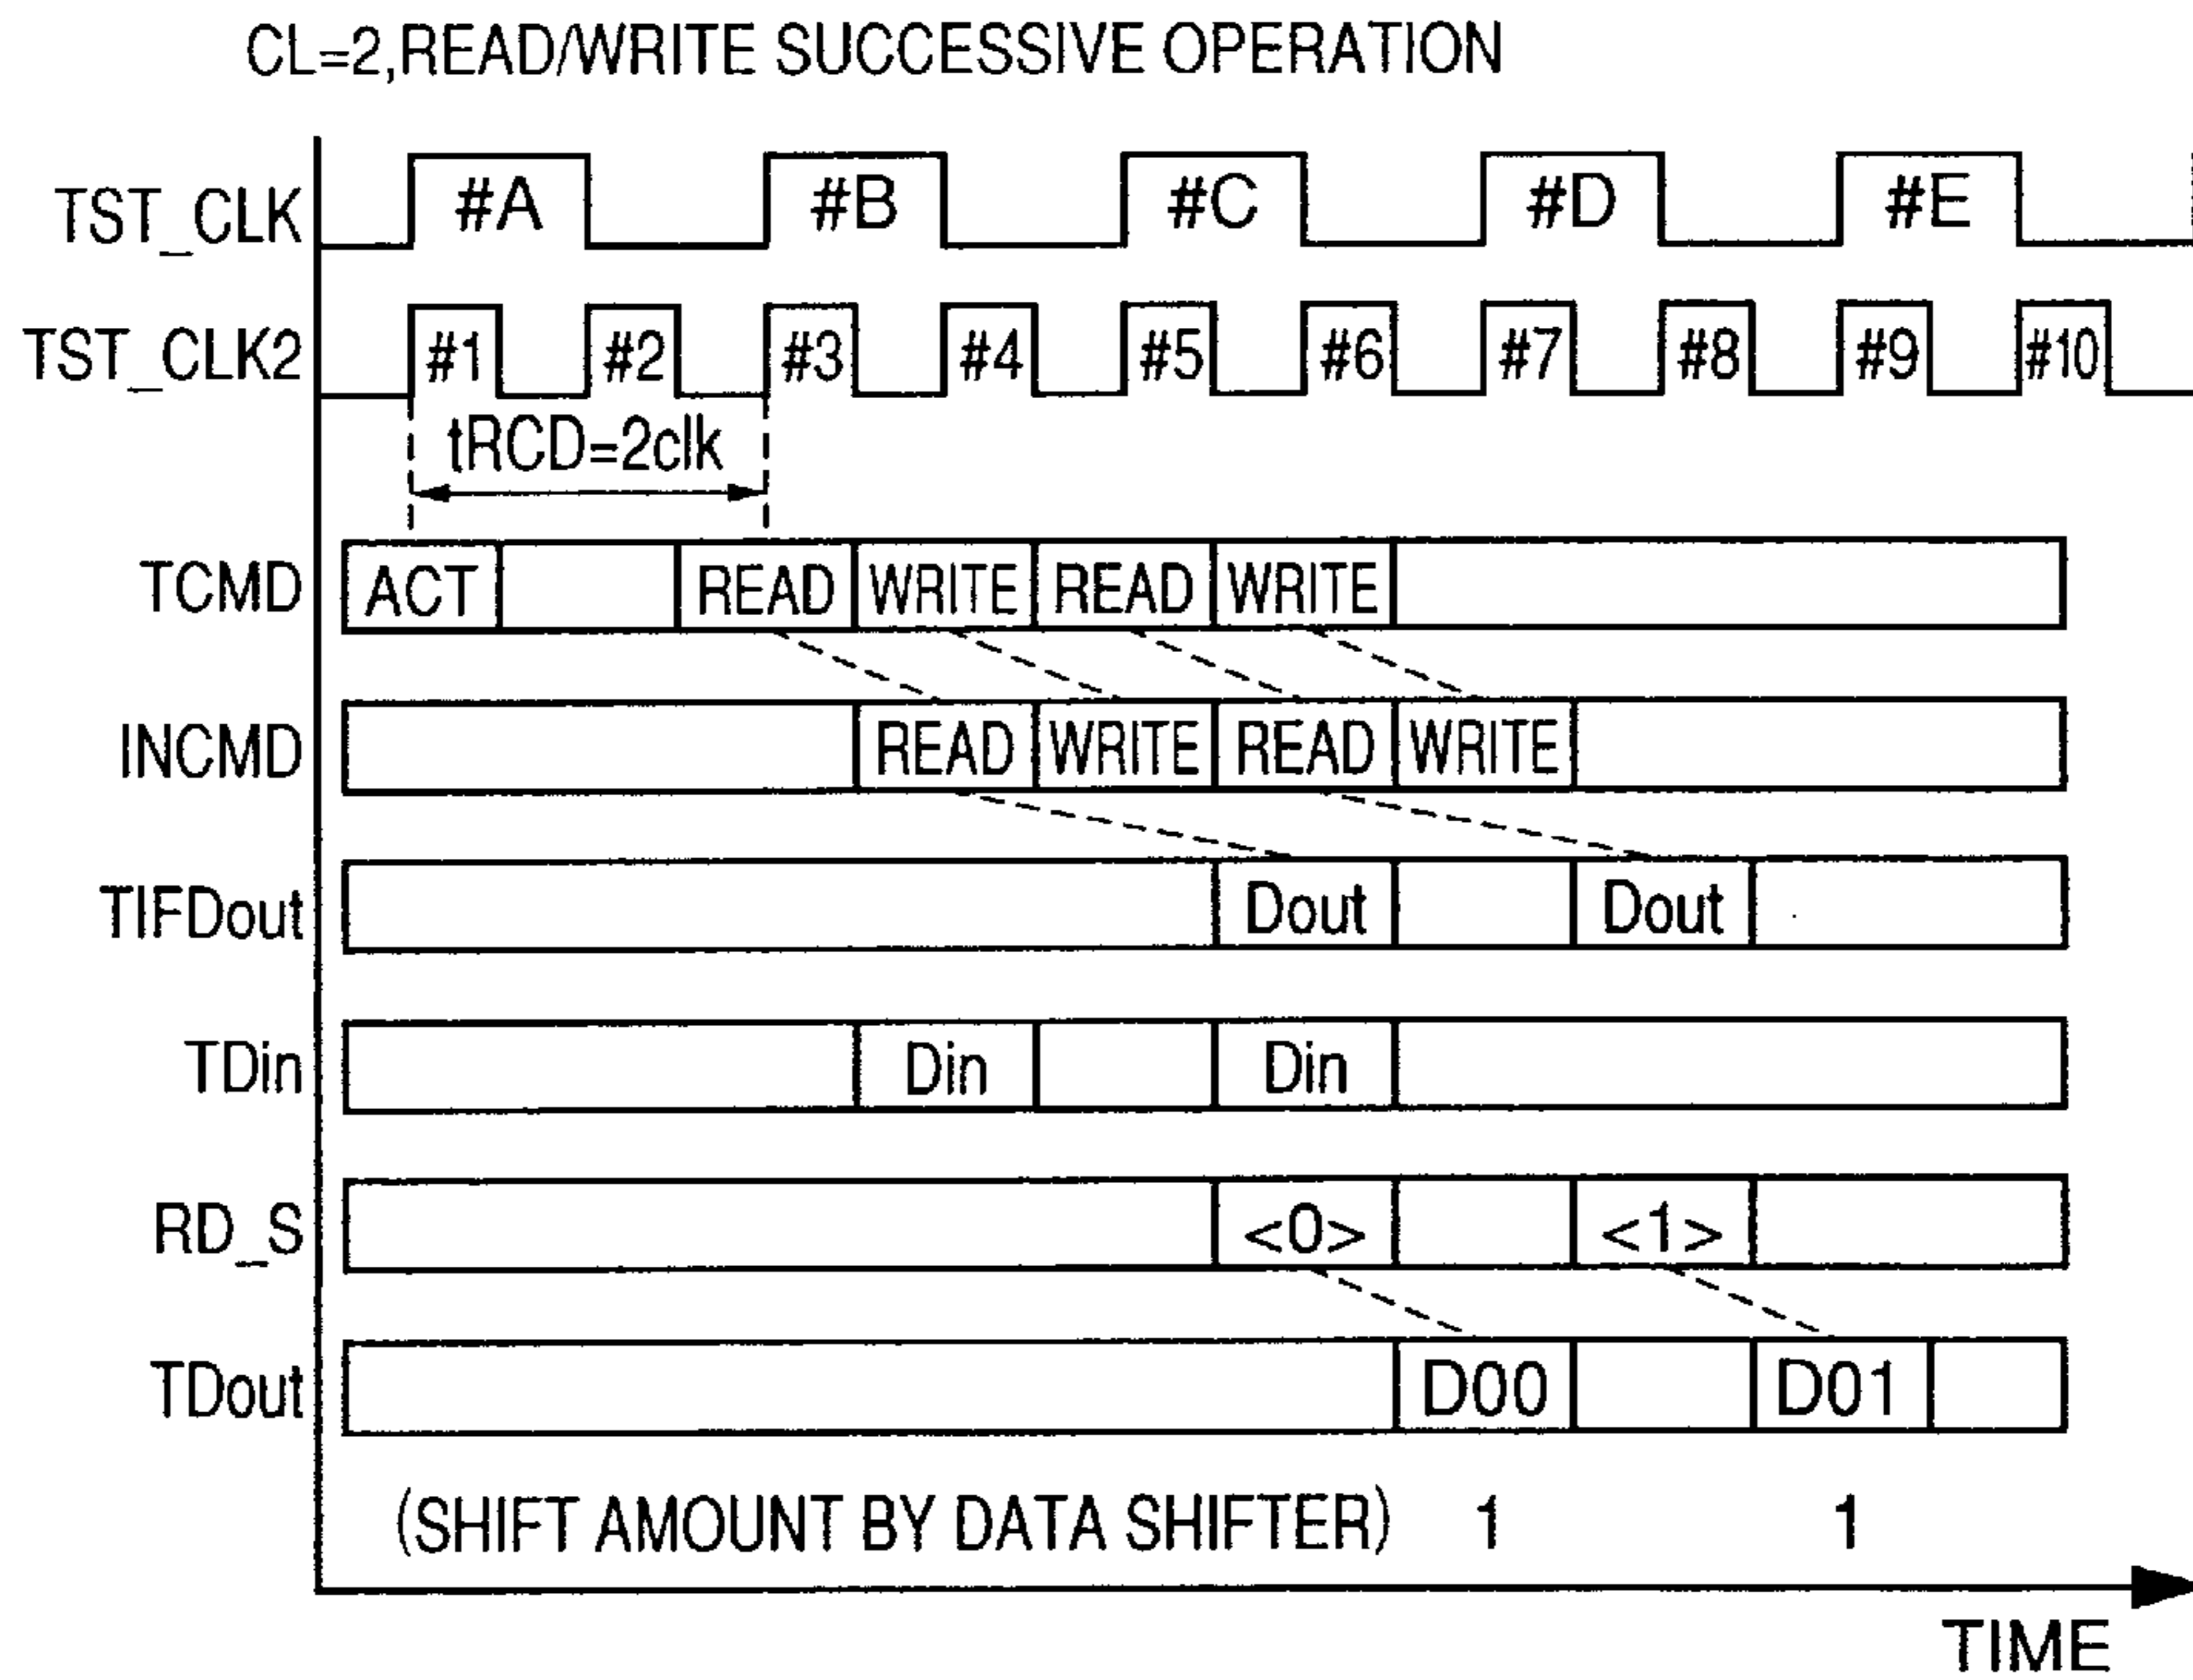 CL=2,READ/WRITE SUCCESSIVE OPERATION
TST_CLK #A #B #C #D #E
TST_CLK2 #1 #2 #3 #4 #5 #6 #7 #8 #9 #10
tRCD=2clk
TCMD ACT READ WRITE READ WRITE
INCMD READ WRITE READ WRITE
TIFDout Dout Dout
TDin Din Din
RD_S <0> <1>
TDout D00 D01
(SHIFT AMOUNT BY DATA SHIFTER) 1 1
TIME